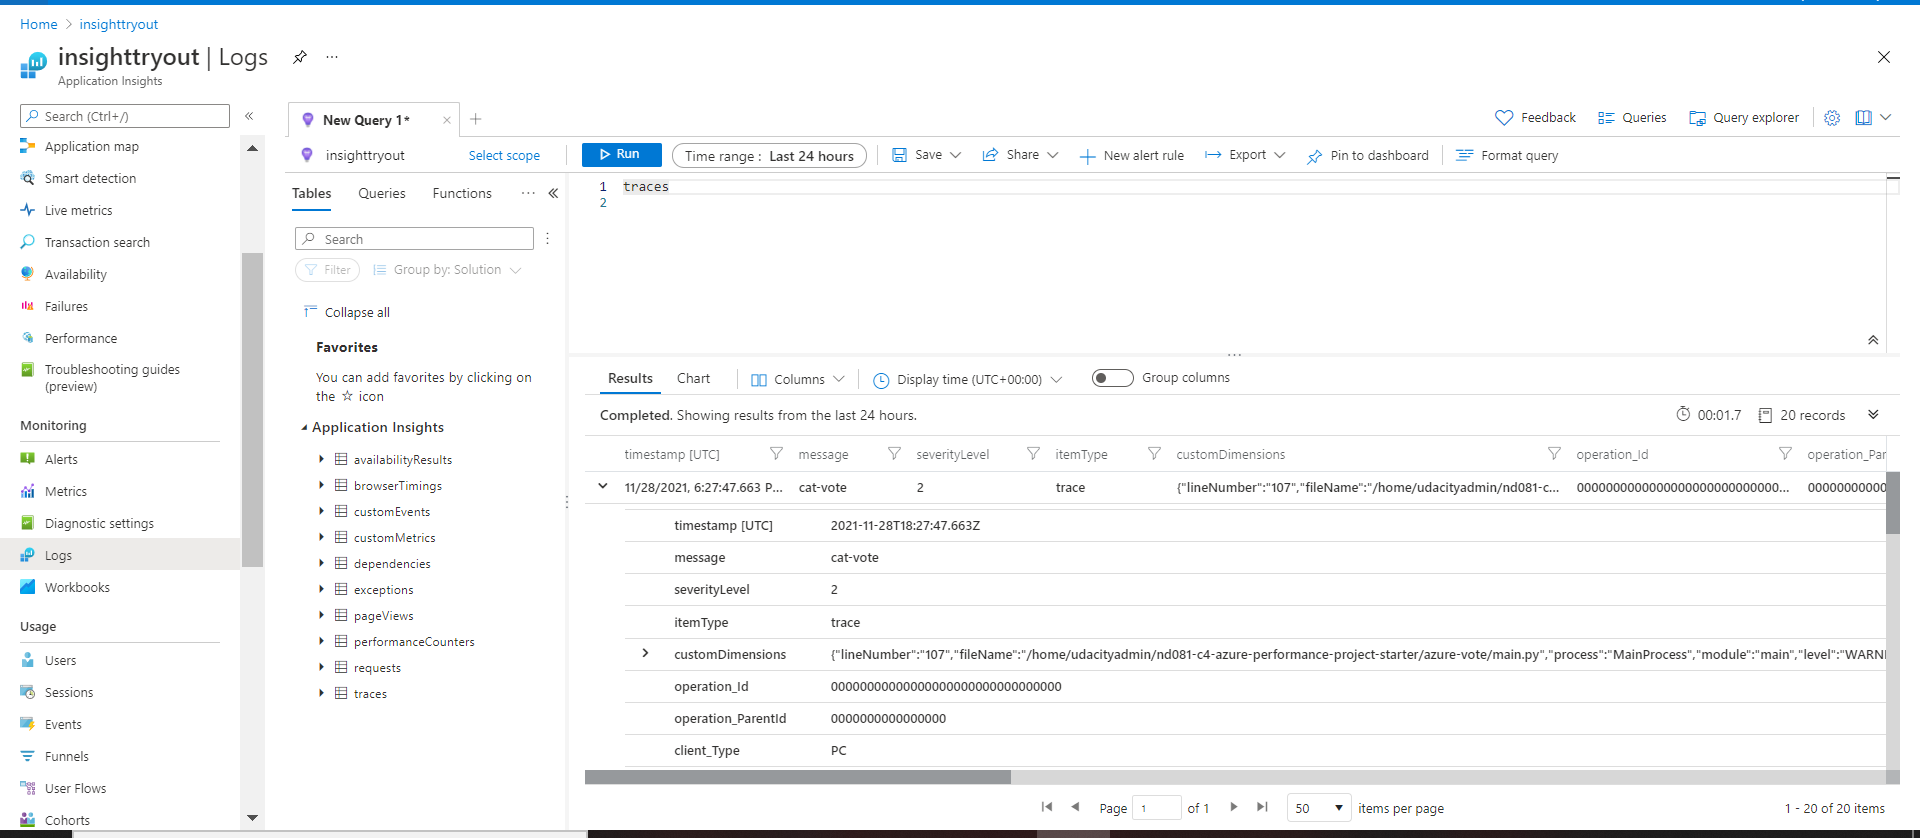 Home > insighttryout
insighttryout | Logs ...
Application Insights
Search (Ctrl+/) «
Application map
Smart detection
Live metrics
Transaction search
Availability
Failures
Performance
Troubleshooting guides
(preview)
Monitoring
Alerts
Metrics
Diagnostic settings
Logs
Workbooks
Usage
Users
Sessions
Events
Funnels
User Flows
Cohorts
New Query 1*
Feedback Queries Query explorer
insighttryout Select scope
Run Time range : Last 24 hours Save Share New alert rule Export Pin to dashboard Format query
Tables Queries Functions ... «
Search
Filter Group by: Solution
Collapse all
Favorites
You can add favorites by clicking on
the ☆ icon
Application Insights
availabilityResults
browserTimings
customEvents
customMetrics
dependencies
exceptions
pageViews
performanceCounters
requests
traces
1 traces
2
Results Chart Columns Display time (UTC+00:00) Group columns
Completed. Showing results from the last 24 hours. 00:01.7 20 records
timestamp [UTC] message severityLevel itemType customDimensions operation_Id operation_Par
11/28/2021, 6:27:47.663 P... cat-vote 2 trace {"lineNumber":"107","fileName":"/home/udacityadmin/nd081-c... 0000000000000000000000000000... 00000000000
timestamp [UTC] 2021-11-28T18:27:47.663Z
message cat-vote
severityLevel 2
itemType trace
customDimensions {"lineNumber":"107","fileName":"/home/udacityadmin/nd081-c4-azure-performance-project-starter/azure-vote/main.py","process":"MainProcess","module":"main","level":"WARNI
operation_Id 00000000000000000000000000000000
operation_ParentId 0000000000000000
client_Type PC
Page 1 of 1 50 items per page 1 - 20 of 20 items